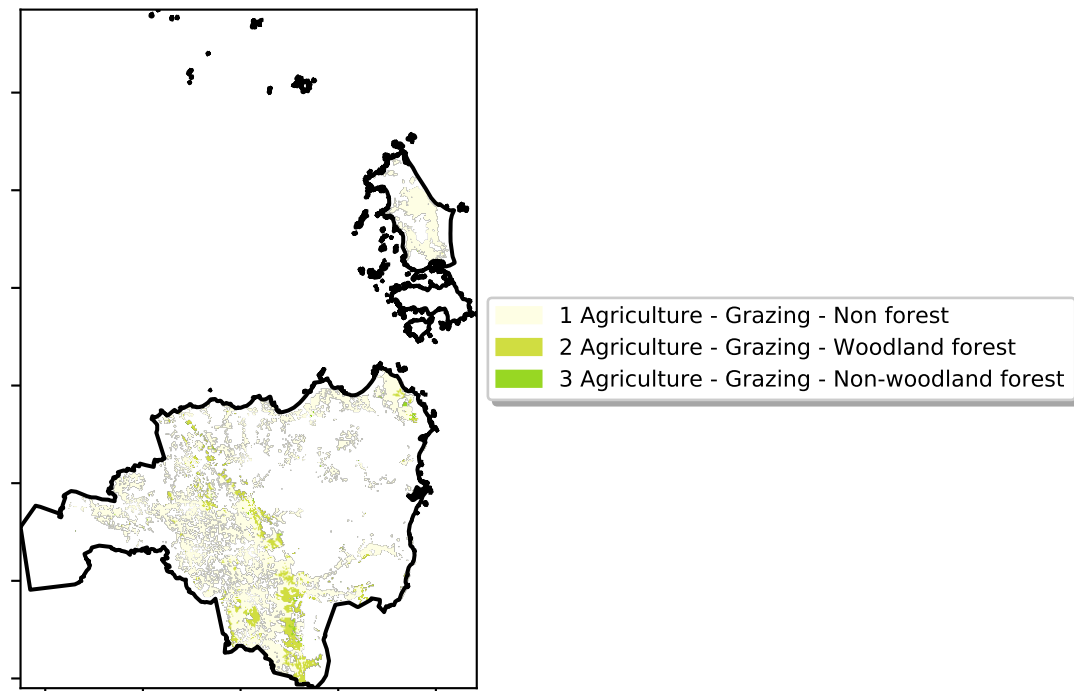 1 Agriculture - Grazing - Non forest
2 Agriculture - Grazing - Woodland forest
3 Agriculture - Grazing - Non-woodland forest